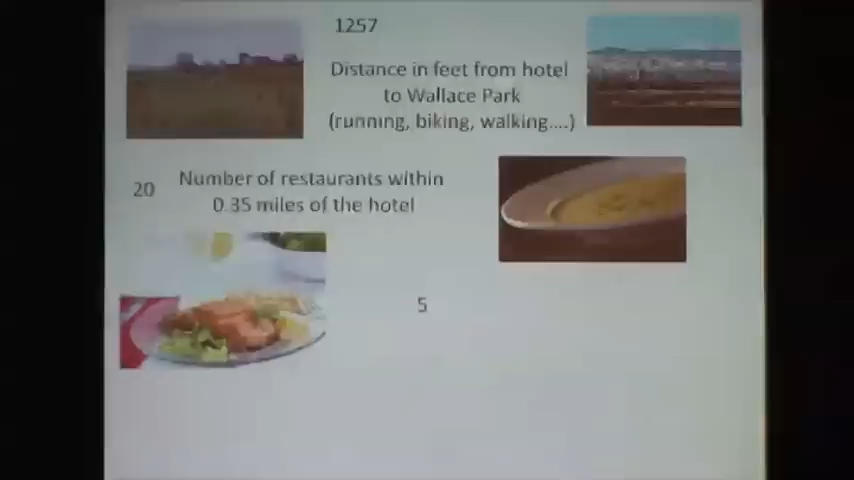 1257
Distance in feet from hotel
to Wallace Park
(running, biking, walking....)
20
Number of restaurants within
0.35 miles of the hotel
5